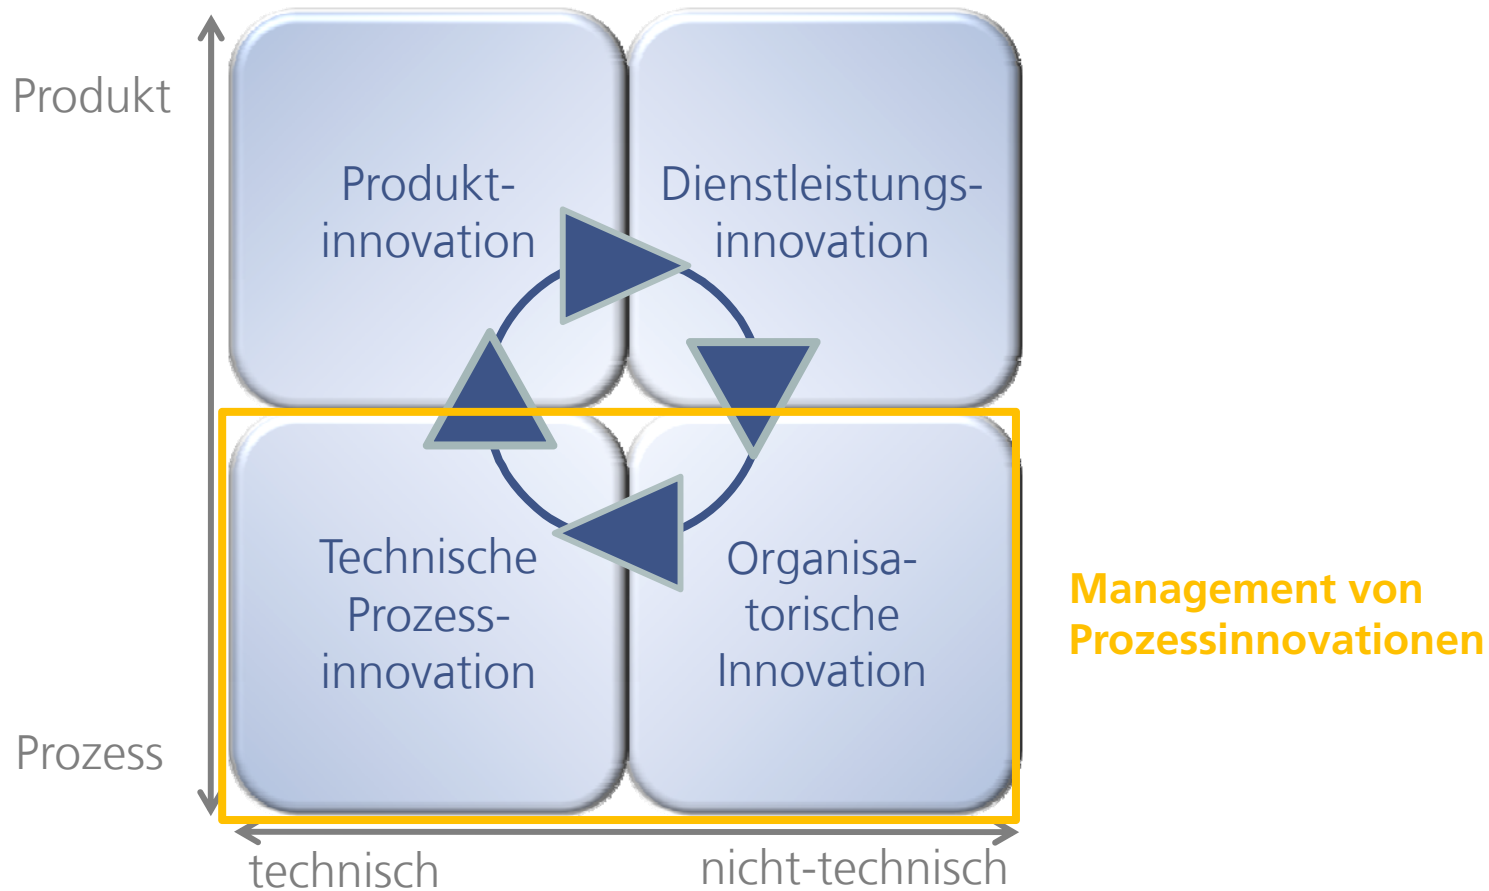 Produkt
Produkt-
innovation
Dienstleistungs-
innovation
Technische
Prozess-
innovation
Organisa-
torische
Innovation
Management von
Prozessinnovationen
Prozess
technisch
nicht-technisch